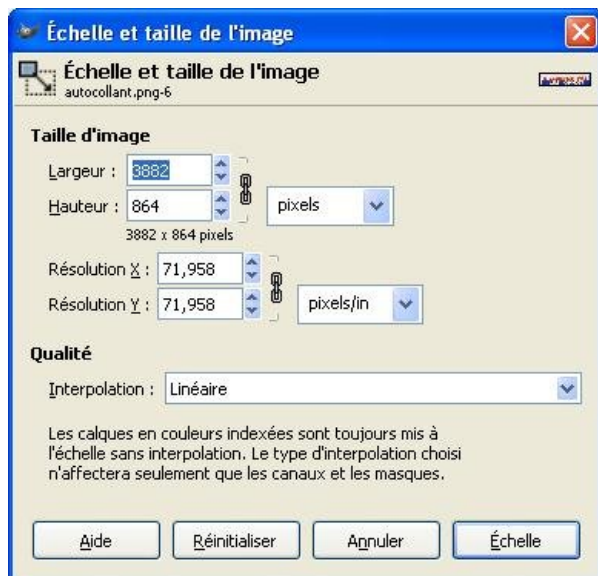 Échelle et taille de l'image
Échelle et taille de l'image
autocollant.png-6
Taille d'image
Largeur : 3882
Hauteur : 864 pixels
3882 x 864 pixels
Résolution X : 71,958
Résolution Y : 71,958 pixels/in
Qualité
Interpolation : Linéaire
Les calques en couleurs indexées sont toujours mis à
l'échelle sans interpolation. Le type d'interpolation choisi
n'affectera seulement que les canaux et les masques.
Aide Réinitialiser Annuler Échelle